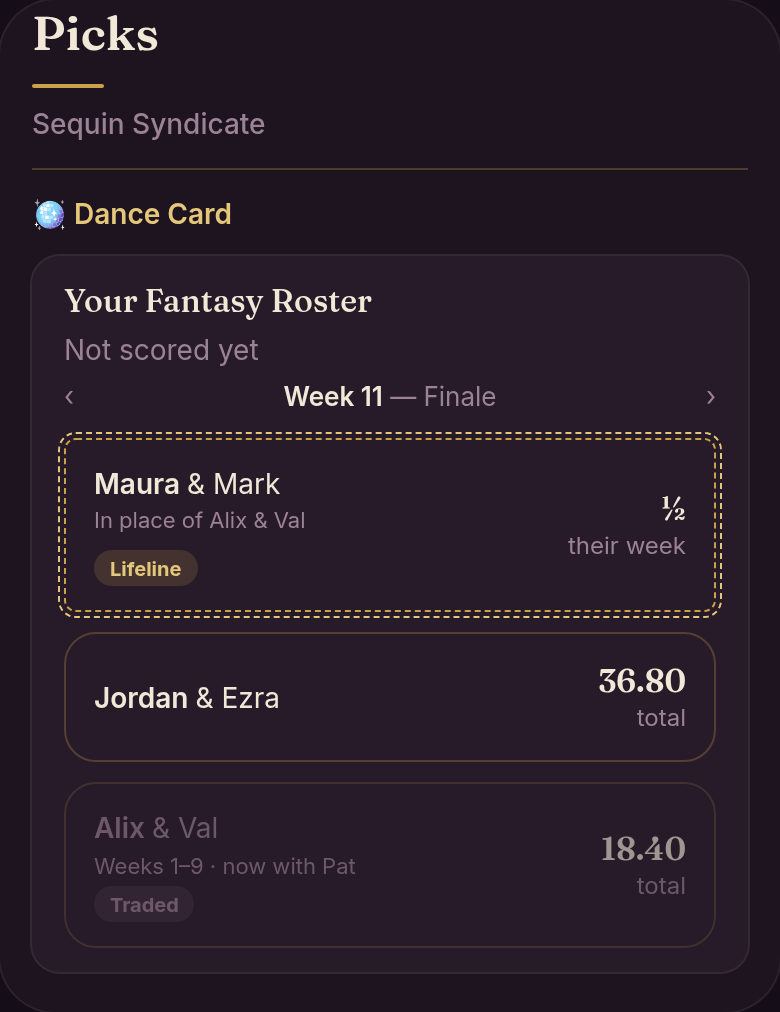 Picks
Sequin Syndicate
Dance Card
Your Fantasy Roster
Not scored yet
‹ Week 11 — Finale ›
Maura & Mark
In place of Alix & Val
Lifeline
½
their week
Jordan & Ezra
36.80
total
Alix & Val
Weeks 1–9 · now with Pat
Traded
18.40
total